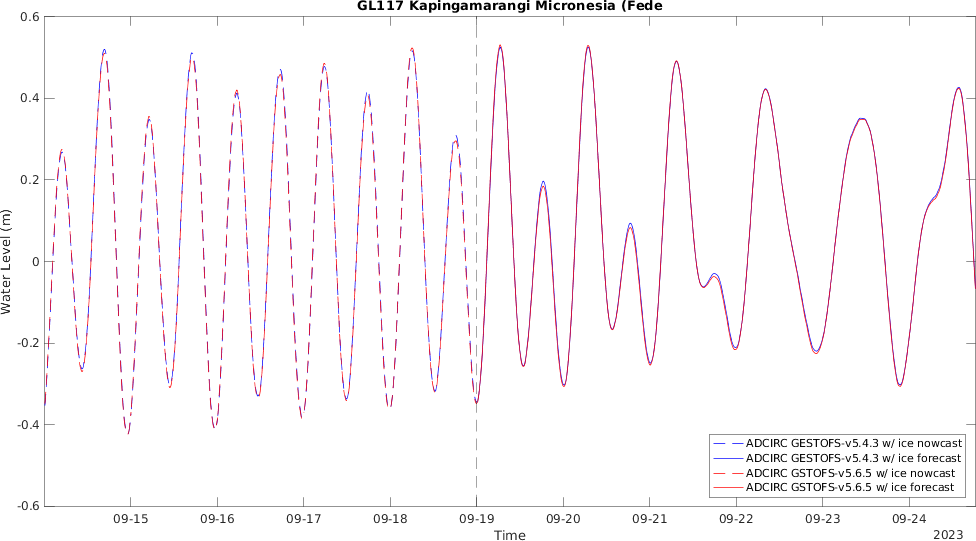 GL117 Kapingamarangi Micronesia (Fede
0.6
0.4
0.2
0
-0.2
-0.4
-0.6
Water Level (m)
09-15 09-16 09-17 09-18 09-19 09-20 09-21 09-22 09-23 09-24
Time
2023
ADCIRC GESTOFS-v5.4.3 w/ ice nowcast
ADCIRC GESTOFS-v5.4.3 w/ ice forecast
ADCIRC GSTOFS-v5.6.5 w/ ice nowcast
ADCIRC GSTOFS-v5.6.5 w/ ice forecast